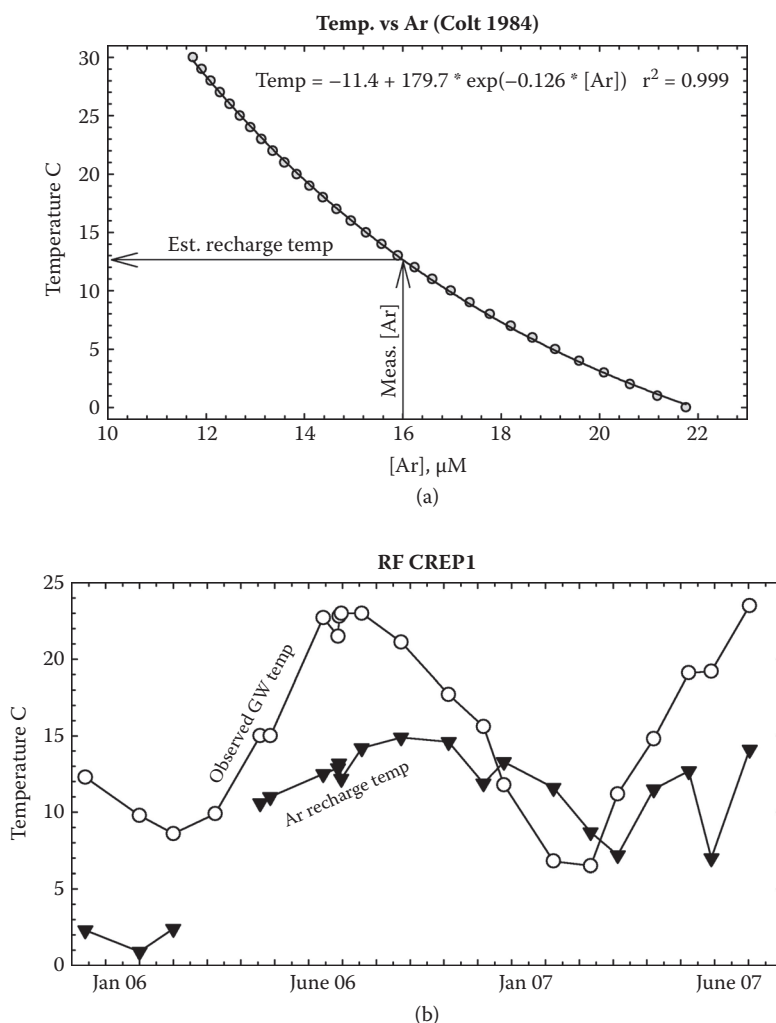 Temp. vs Ar (Colt 1984)
Temp = −11.4 + 179.7 * exp(−0.126 * [Ar]) r² = 0.999
30
25
20
15
10
5
0
Temperature C
Est. recharge temp
Meas. [Ar]
10 12 14 16 18 20 22
[Ar], µM
(a)
RF CREP1
25
20
15
10
5
0
Temperature C
Observed GW temp
Ar recharge temp
Jan 06 June 06 Jan 07 June 07
(b)